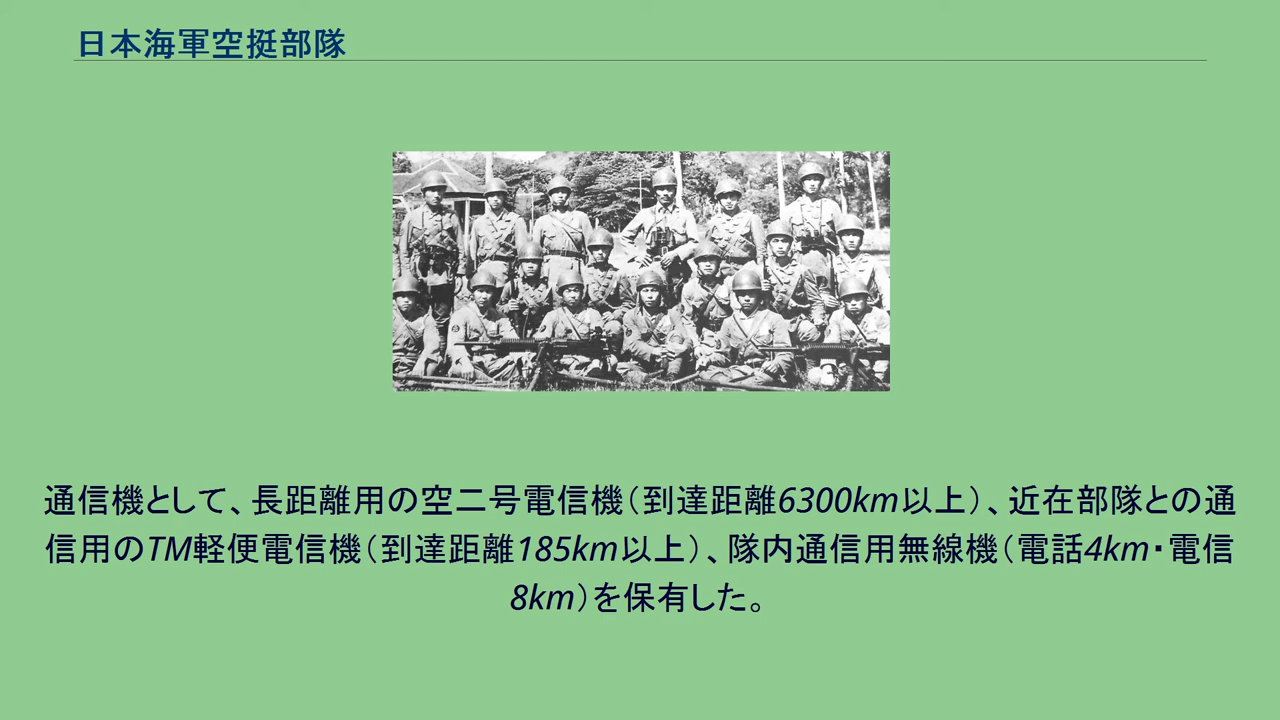 日本海軍空挺部隊
通信機として、長距離用の空二号電信機（到達距離6300km以上）、近在部隊との通
信用のTM軽便電信機（到達距離185km以上）、隊内通信用無線機（電話4km・電信
8km）を保有した。